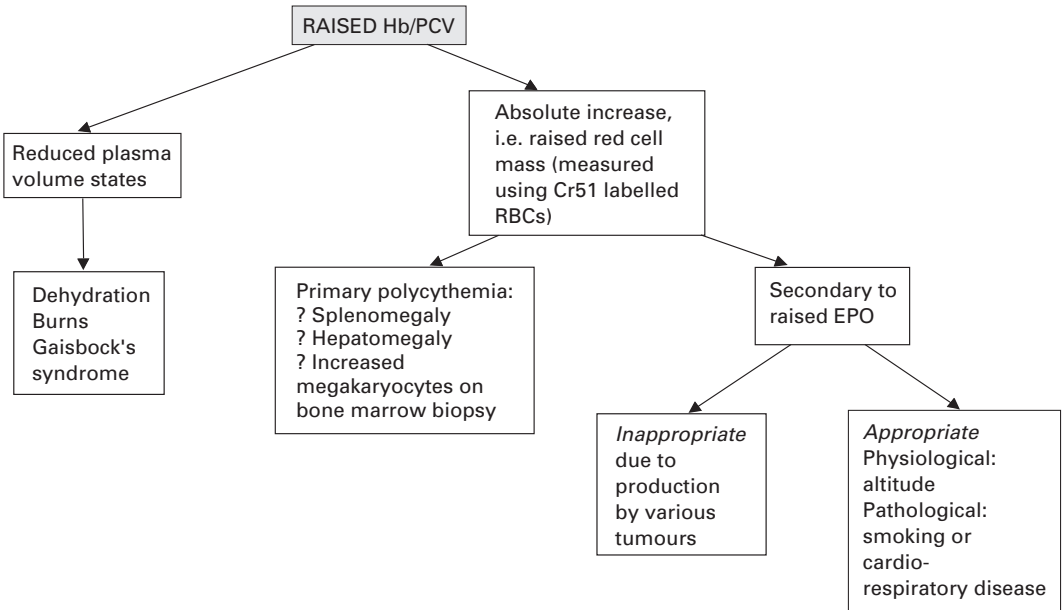 RAISED Hb/PCV
Reduced plasma
volume states
Absolute increase,
i.e. raised red cell
mass (measured
using Cr51 labelled
RBCs)
Dehydration
Burns
Gaisbock's
syndrome
Primary polycythemia:
? Splenomegaly
? Hepatomegaly
? Increased
megakaryocytes on
bone marrow biopsy
Secondary to
raised EPO
Inappropriate
due to
production
by various
tumours
Appropriate
Physiological:
altitude
Pathological:
smoking or
cardio-
respiratory disease